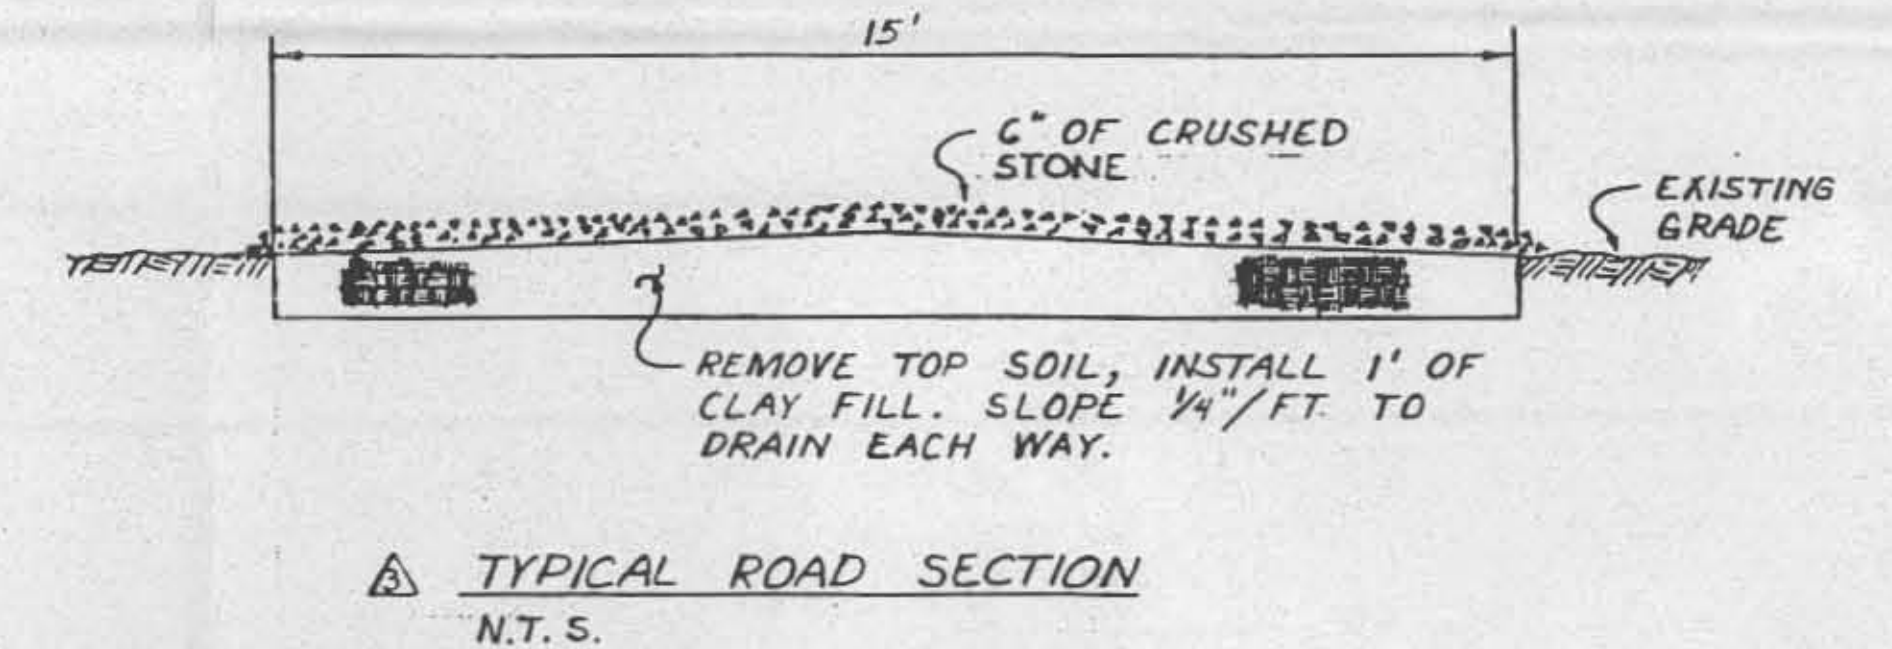 15'
6" OF CRUSHED
STONE
EXISTING
GRADE
REMOVE TOP SOIL, INSTALL 1' OF
CLAY FILL. SLOPE 1/4"/FT. TO
DRAIN EACH WAY.
3 TYPICAL ROAD SECTION
N.T.S.